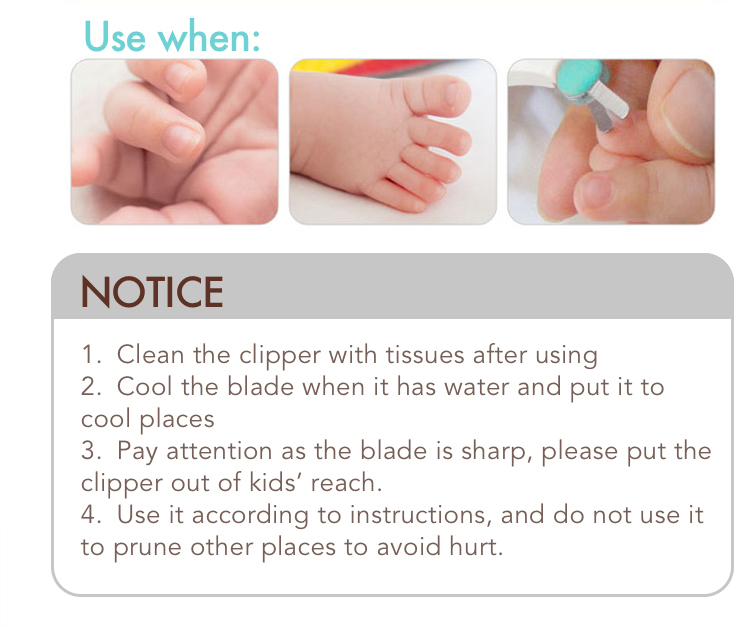 Use when:
NOTICE
1. Clean the clipper with tissues after using
2. Cool the blade when it has water and put it to
cool places
3. Pay attention as the blade is sharp, please put the
clipper out of kids’ reach.
4. Use it according to instructions, and do not use it
to prune other places to avoid hurt.